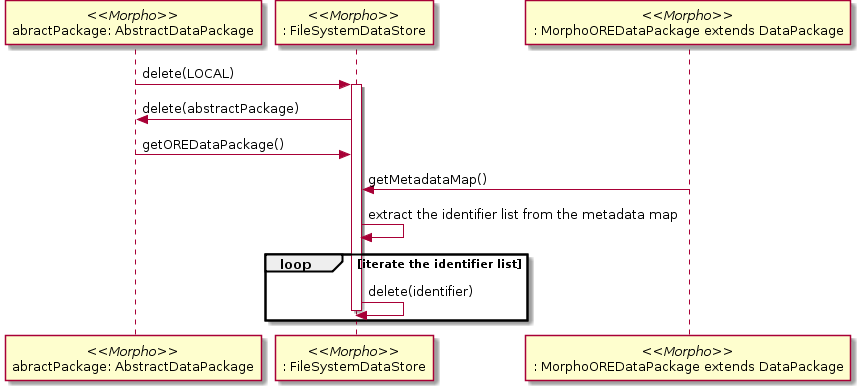 <<Morpho>>
abractPackage: AbstractDataPackage
<<Morpho>>
: FileSystemDataStore
<<Morpho>>
: MorphoOREDataPackage extends DataPackage
delete(LOCAL)
delete(abstractPackage)
getOREDataPackage()
getMetadataMap()
extract the identifier list from the metadata map
loop
[iterate the identifier list]
delete(identifier)
<<Morpho>>
abractPackage: AbstractDataPackage
<<Morpho>>
: FileSystemDataStore
<<Morpho>>
: MorphoOREDataPackage extends DataPackage